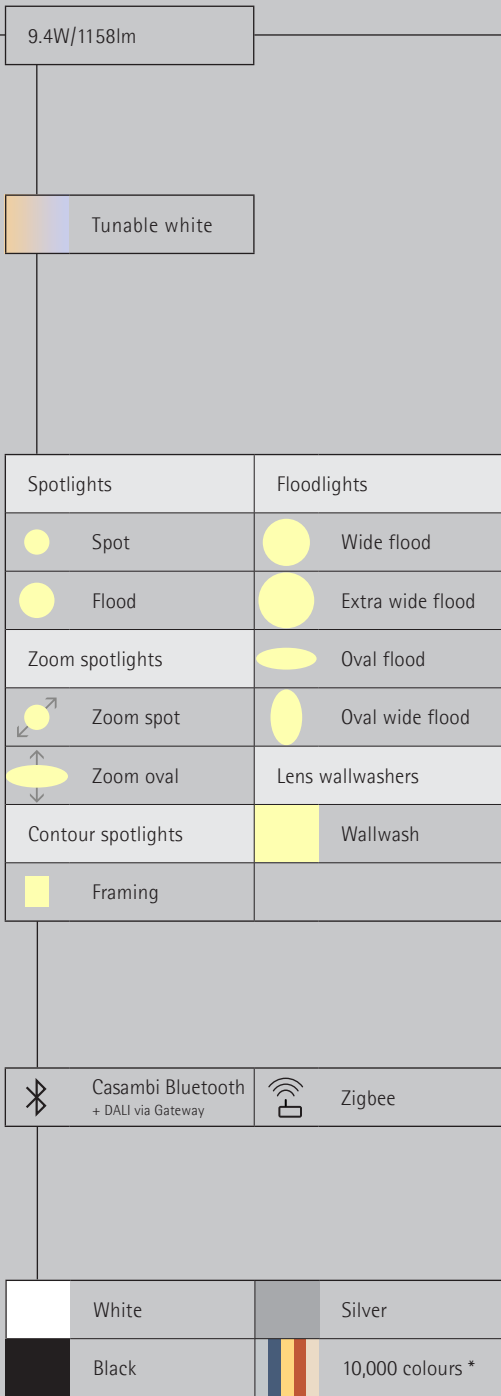 9.4W/1158lm
Tunable white
Spotlights
Floodlights
Spot
Wide flood
Flood
Extra wide flood
Zoom spotlights
Oval flood
Zoom spot
Oval wide flood
Zoom oval
Lens wallwashers
Contour spotlights
Wallwash
Framing
Casambi Bluetooth
+ DALI via Gateway
Zigbee
White
Silver
Black
10,000 colours *